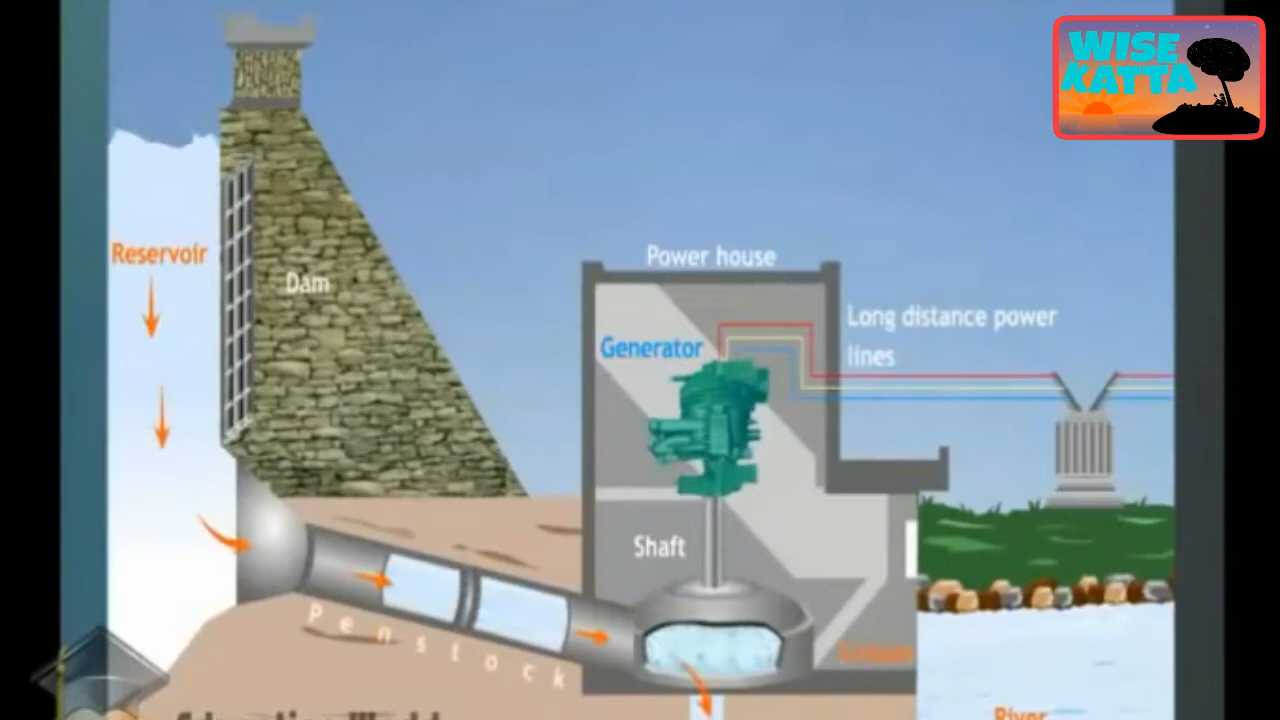 WISE
KATTA
Reservoir
Dam
Power house
Long distance power
lines
Generator
Shaft
Penstock
River